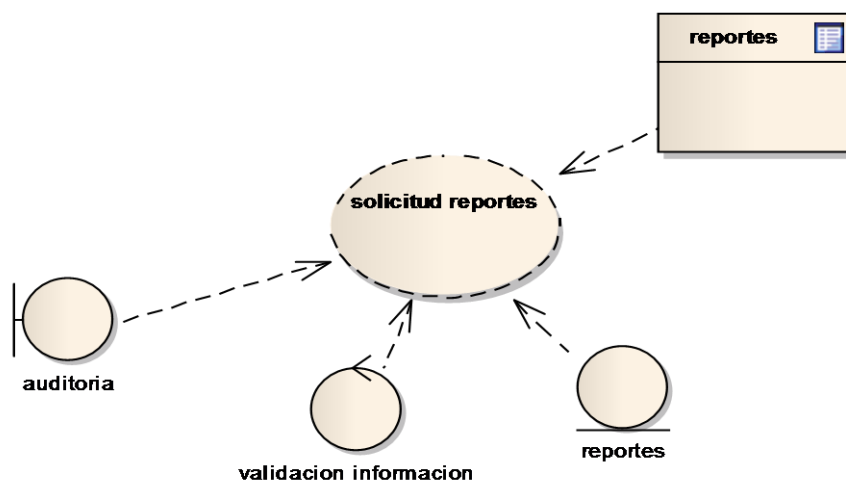 reportes
solicitud reportes
auditoria
validacion informacion
reportes